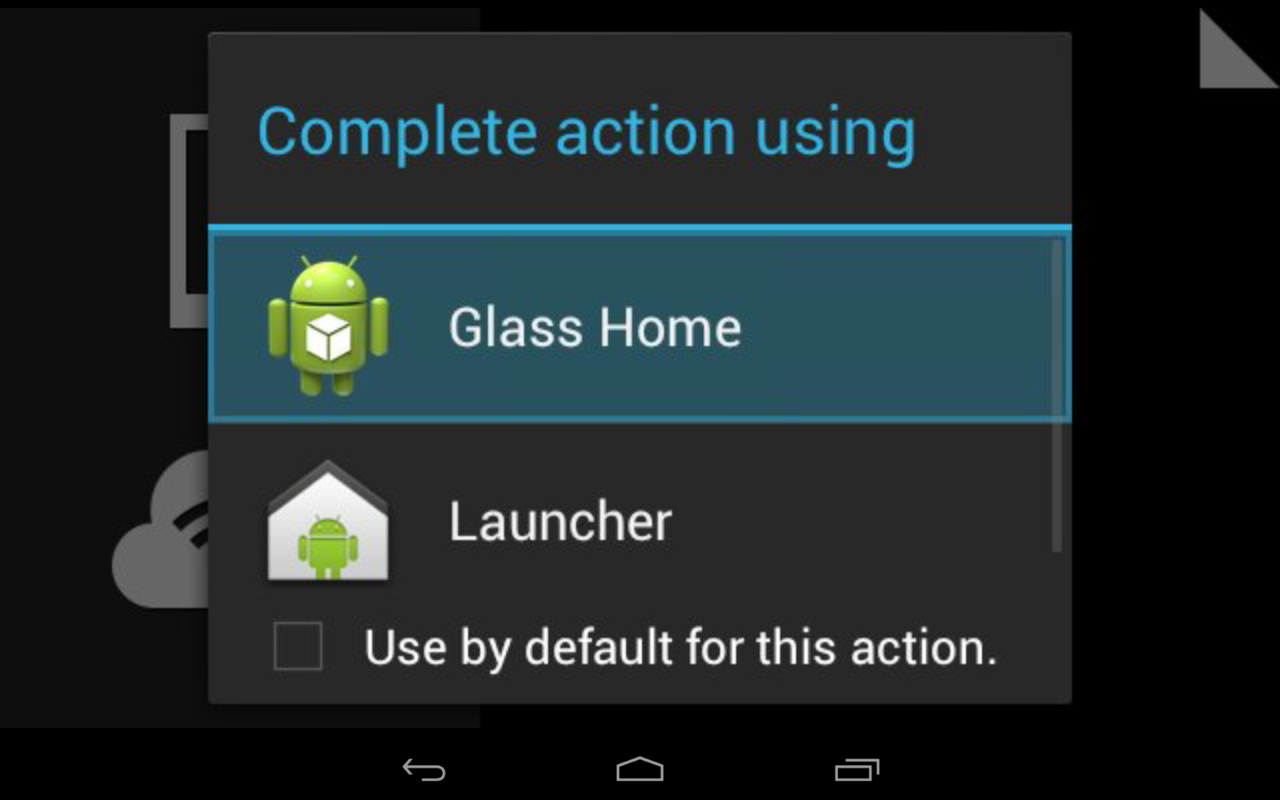 Complete action using
Glass Home
Launcher
Use by default for this action.